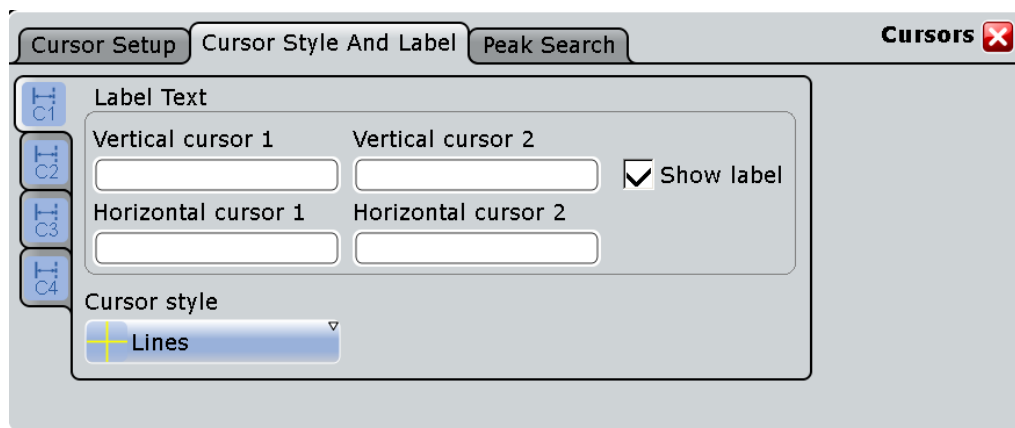 Cursor Setup Cursor Style And Label Peak Search Cursors
C1
C2
C3
C4
Label Text
Vertical cursor 1 Vertical cursor 2
Show label
Horizontal cursor 1 Horizontal cursor 2
Cursor style
Lines